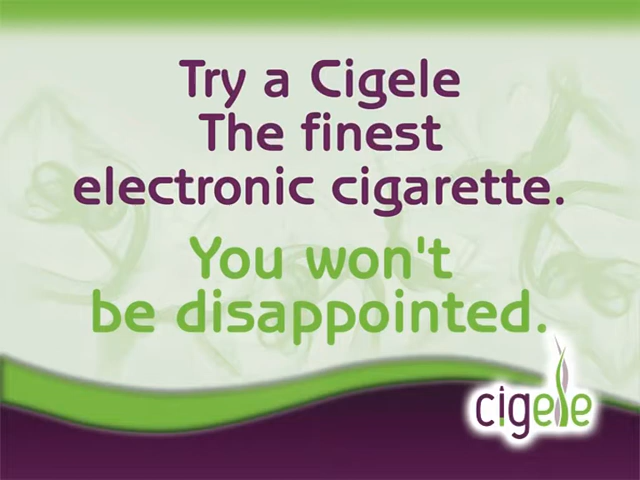 Try a Cigele
The finest
electronic cigarette.
You won't
be disappointed.
cigele